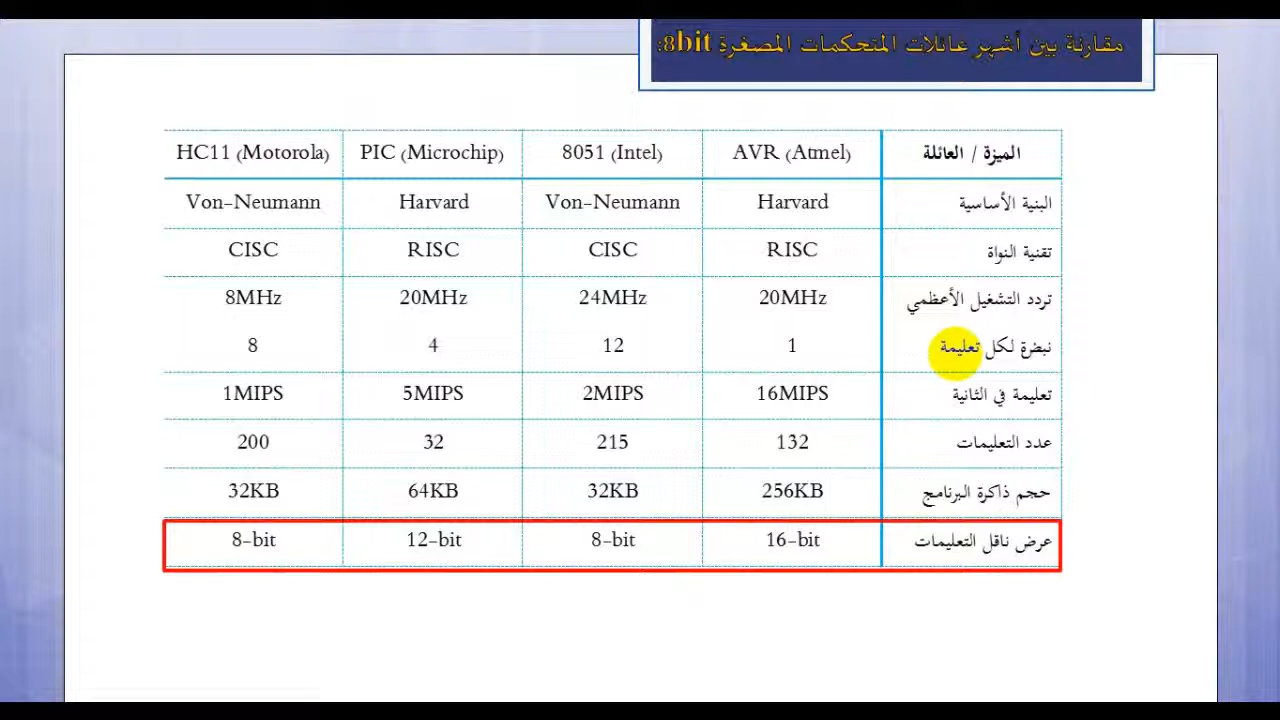 مقارنة بين أشهر عائلات المتحكمات المصغرة 8bit:
الميزة / العائلة AVR (Atmel) 8051 (Intel) PIC (Microchip) HC11 (Motorola)
البنية الأساسية Harvard Von-Neumann Harvard Von-Neumann
تقنية النواة RISC CISC RISC CISC
تردد التشغيل الأعظمي 20MHz 24MHz 20MHz 8MHz
نبضة لكل تعليمة 1 12 4 8
تعليمة في الثانية 16MIPS 2MIPS 5MIPS 1MIPS
عدد التعليمات 132 215 32 200
حجم ذاكرة البرنامج 256KB 32KB 64KB 32KB
عرض ناقل التعليمات 16-bit 8-bit 12-bit 8-bit